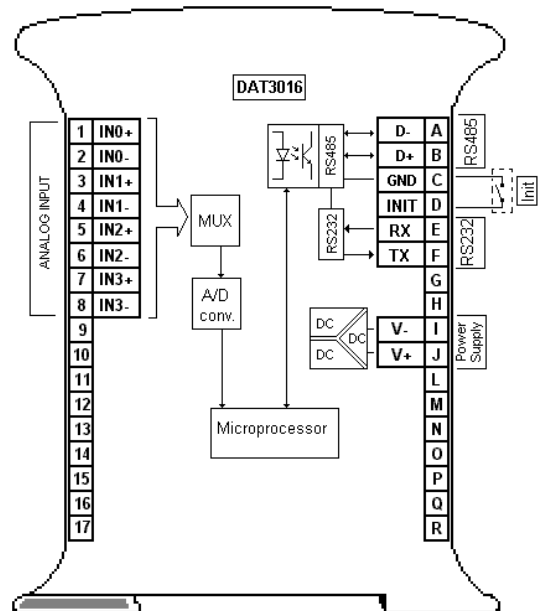 DAT3016
ANALOG INPUT
1 IN0+
2 IN0-
3 IN1+
4 IN1-
5 IN2+
6 IN2-
7 IN3+
8 IN3-
9
10
11
12
13
14
15
16
17
MUX
A/D
conv.
Microprocessor
RS485
RS232
DC
DC
DC
D- A
D+ B
GND C
INIT D
RX E
TX F
G
H
V- I
V+ J
L
M
N
O
P
Q
R
RS485
Init
RS232
Power
Supply